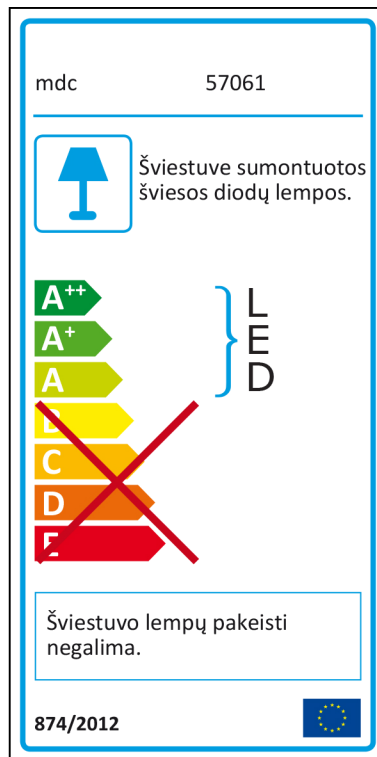 mdc 57061
Šviestuve sumontuotos
šviesos diodų lempos.
A++
A+
A
B
C
D
E
L
E
D
Šviestuvo lempų pakeisti
negalima.
874/2012